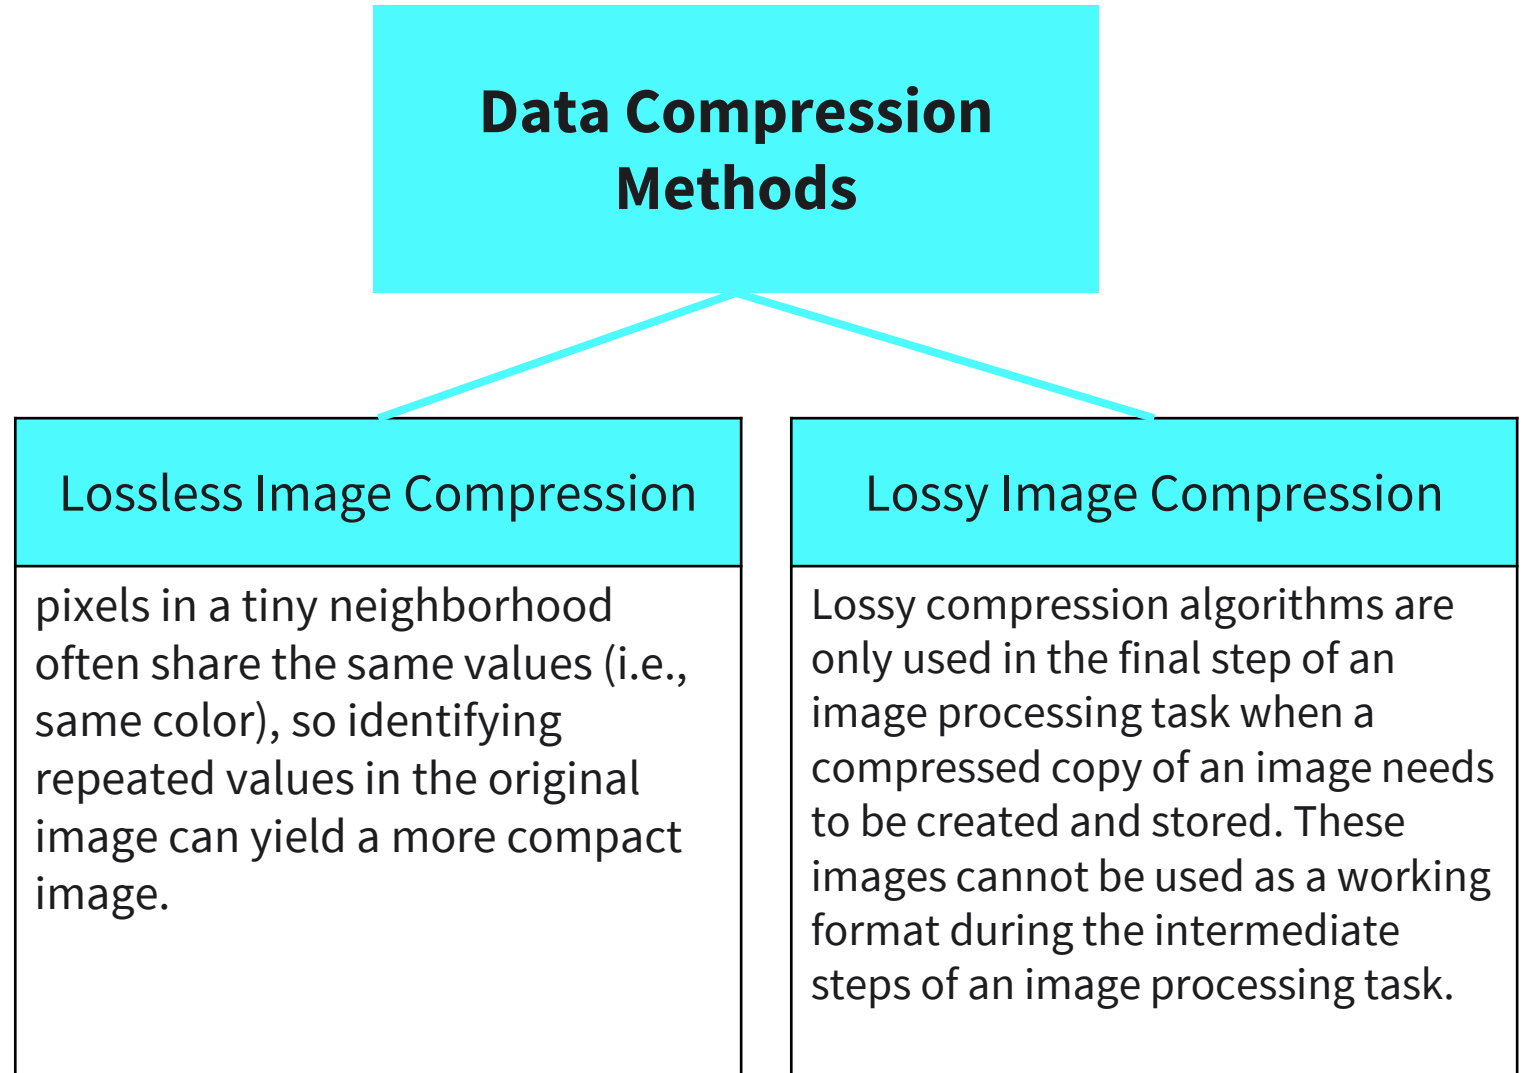 Data Compression
Methods
Lossless Image Compression
pixels in a tiny neighborhood
often share the same values (i.e.,
same color), so identifying
repeated values in the original
image can yield a more compact
image.
Lossy Image Compression
Lossy compression algorithms are
only used in the final step of an
image processing task when a
compressed copy of an image needs
to be created and stored. These
images cannot be used as a working
format during the intermediate
steps of an image processing task.